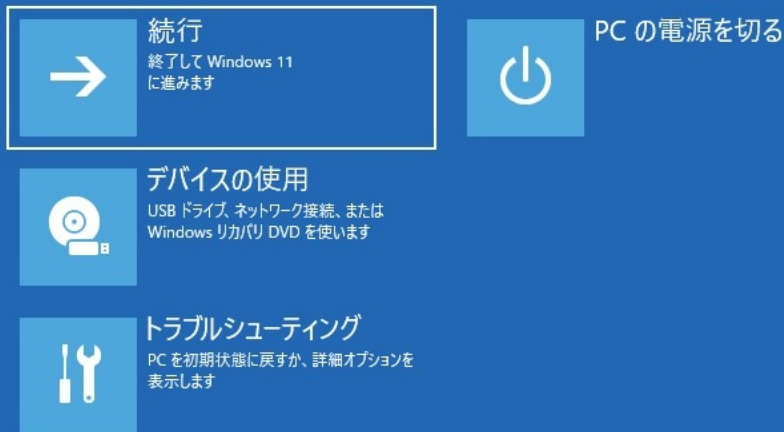 続行
終了して Windows 11
に進みます
PC の電源を切る
デバイスの使用
USB ドライブ、ネットワーク接続、または
Windows リカバリ DVD を使います
トラブルシューティング
PC を初期状態に戻すか、詳細オプションを
表示します